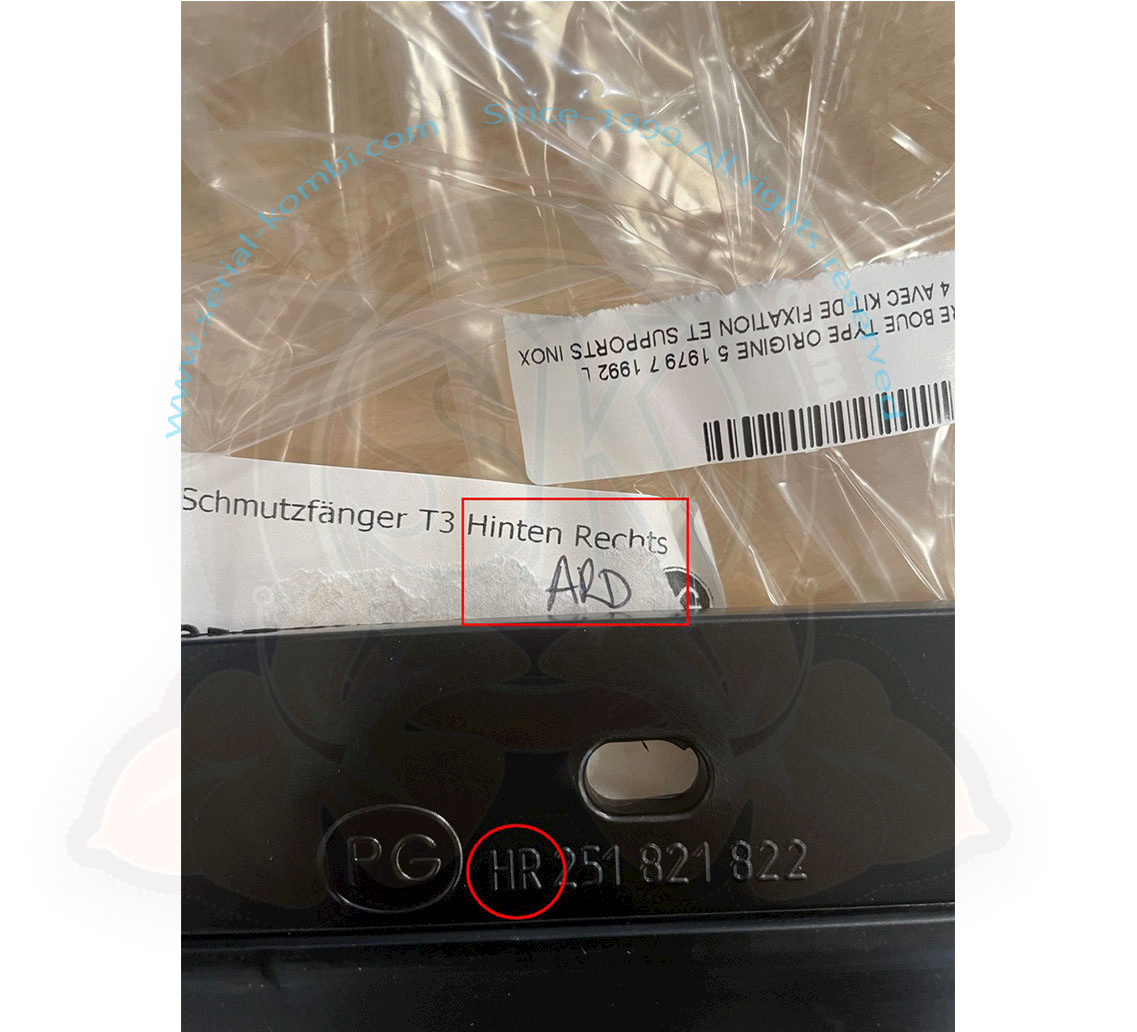 www.serial-kombi.com Since-1999 All rights reserved
4 AVEC KIT DE FIXATION ET SUPPORTS INOX
RE BOUE TYPE ORIGINE 5 1979 7 1992 L
Schmutzfänger T3 Hinten Rechts
ARD
PG HR 251 821 822